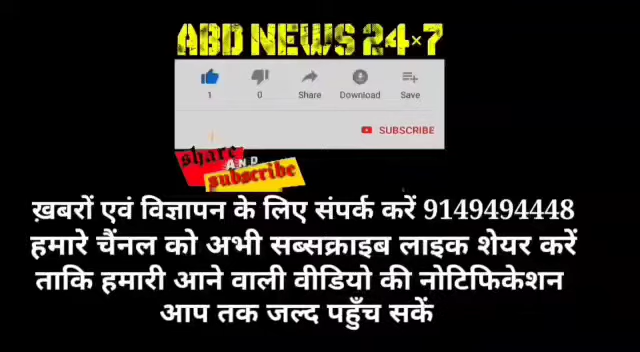 ABD NEWS 24×7
1 0 Share Download Save
SUBSCRIBE
share
AND
subscribe
ख़बरों एवं विज्ञापन के लिए संपर्क करें 9149494448
हमारे चैंनल को अभी सब्सक्राइब लाइक शेयर करें
ताकि हमारी आने वाली वीडियो की नोटिफिकेशन
आप तक जल्द पहुँच सकें